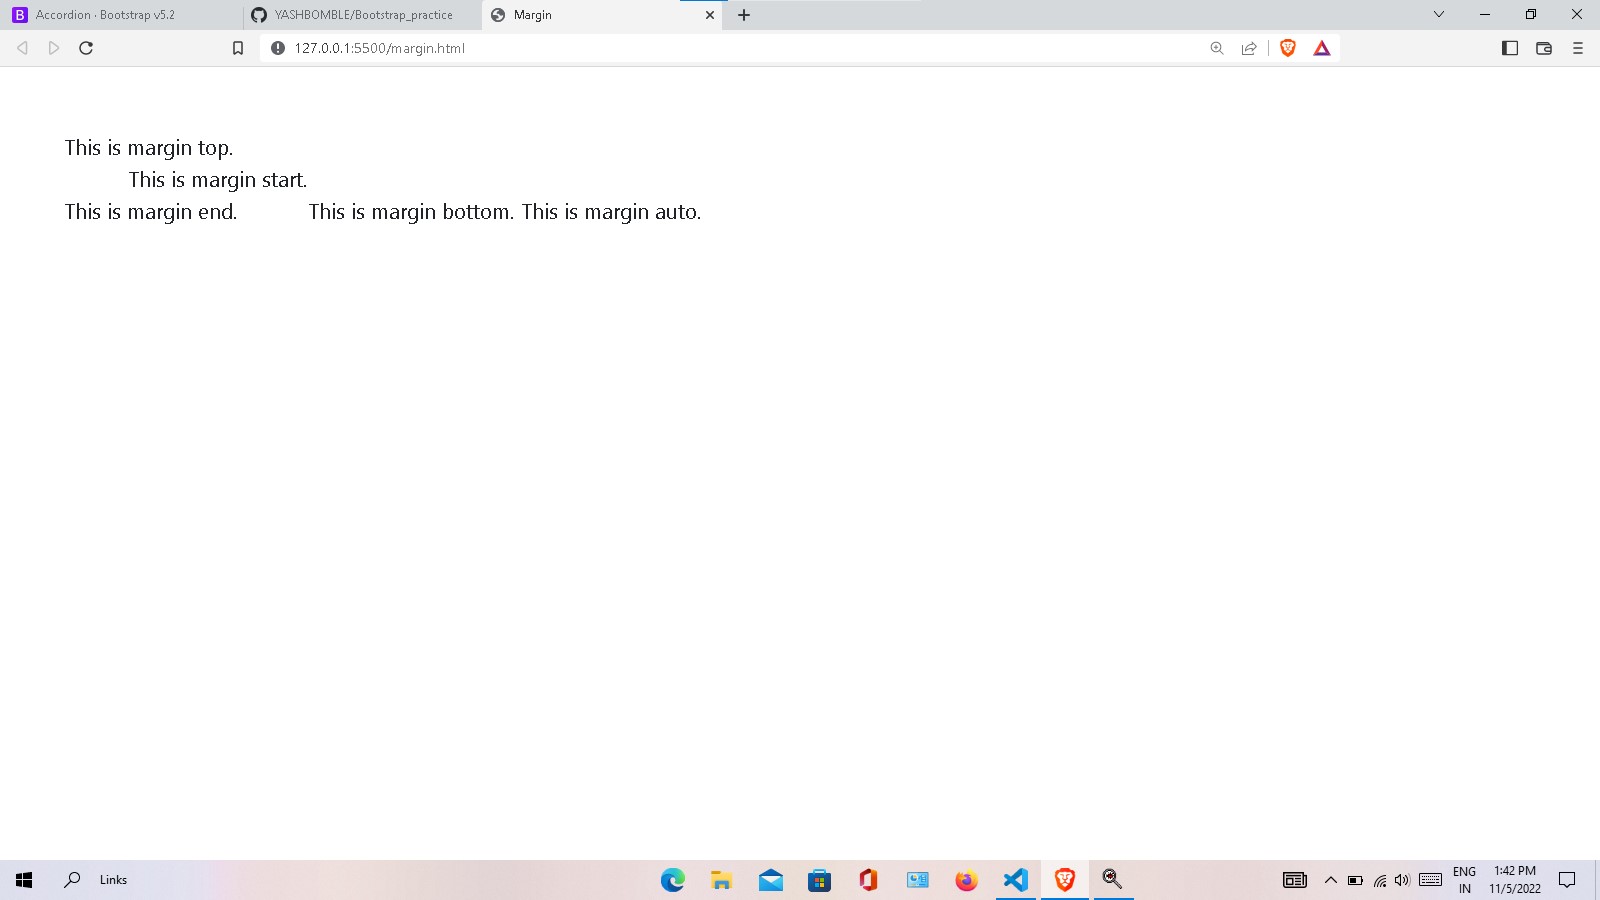 B Accordion · Bootstrap v5.2 YASHBOMBLE/Bootstrap_practice Margin
127.0.0.1:5500/margin.html
This is margin top.
This is margin start.
This is margin end. This is margin bottom. This is margin auto.
Links
ENG
IN
1:42 PM
11/5/2022